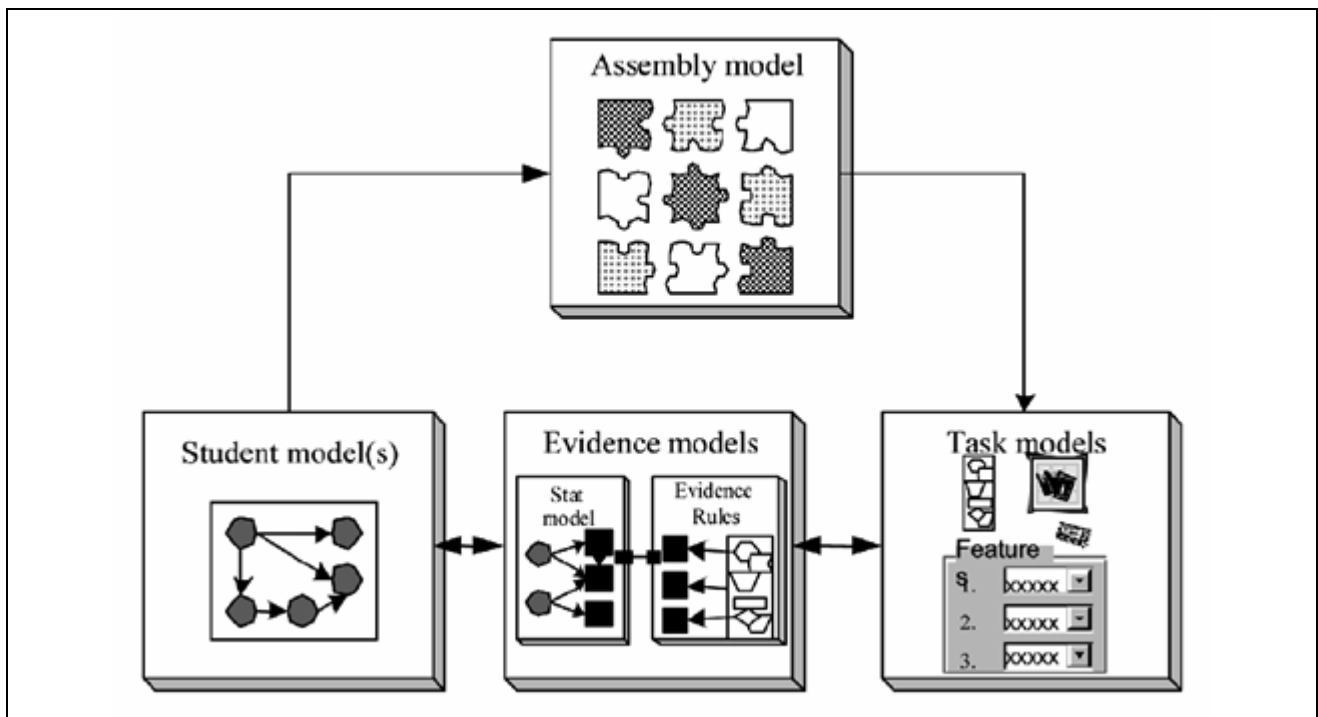 Assembly model
Student model(s)
Evidence models
Stat
model
Evidence
Rules
Task models
Feature
s
1. xxxxx
2. xxxxx
3. xxxxx